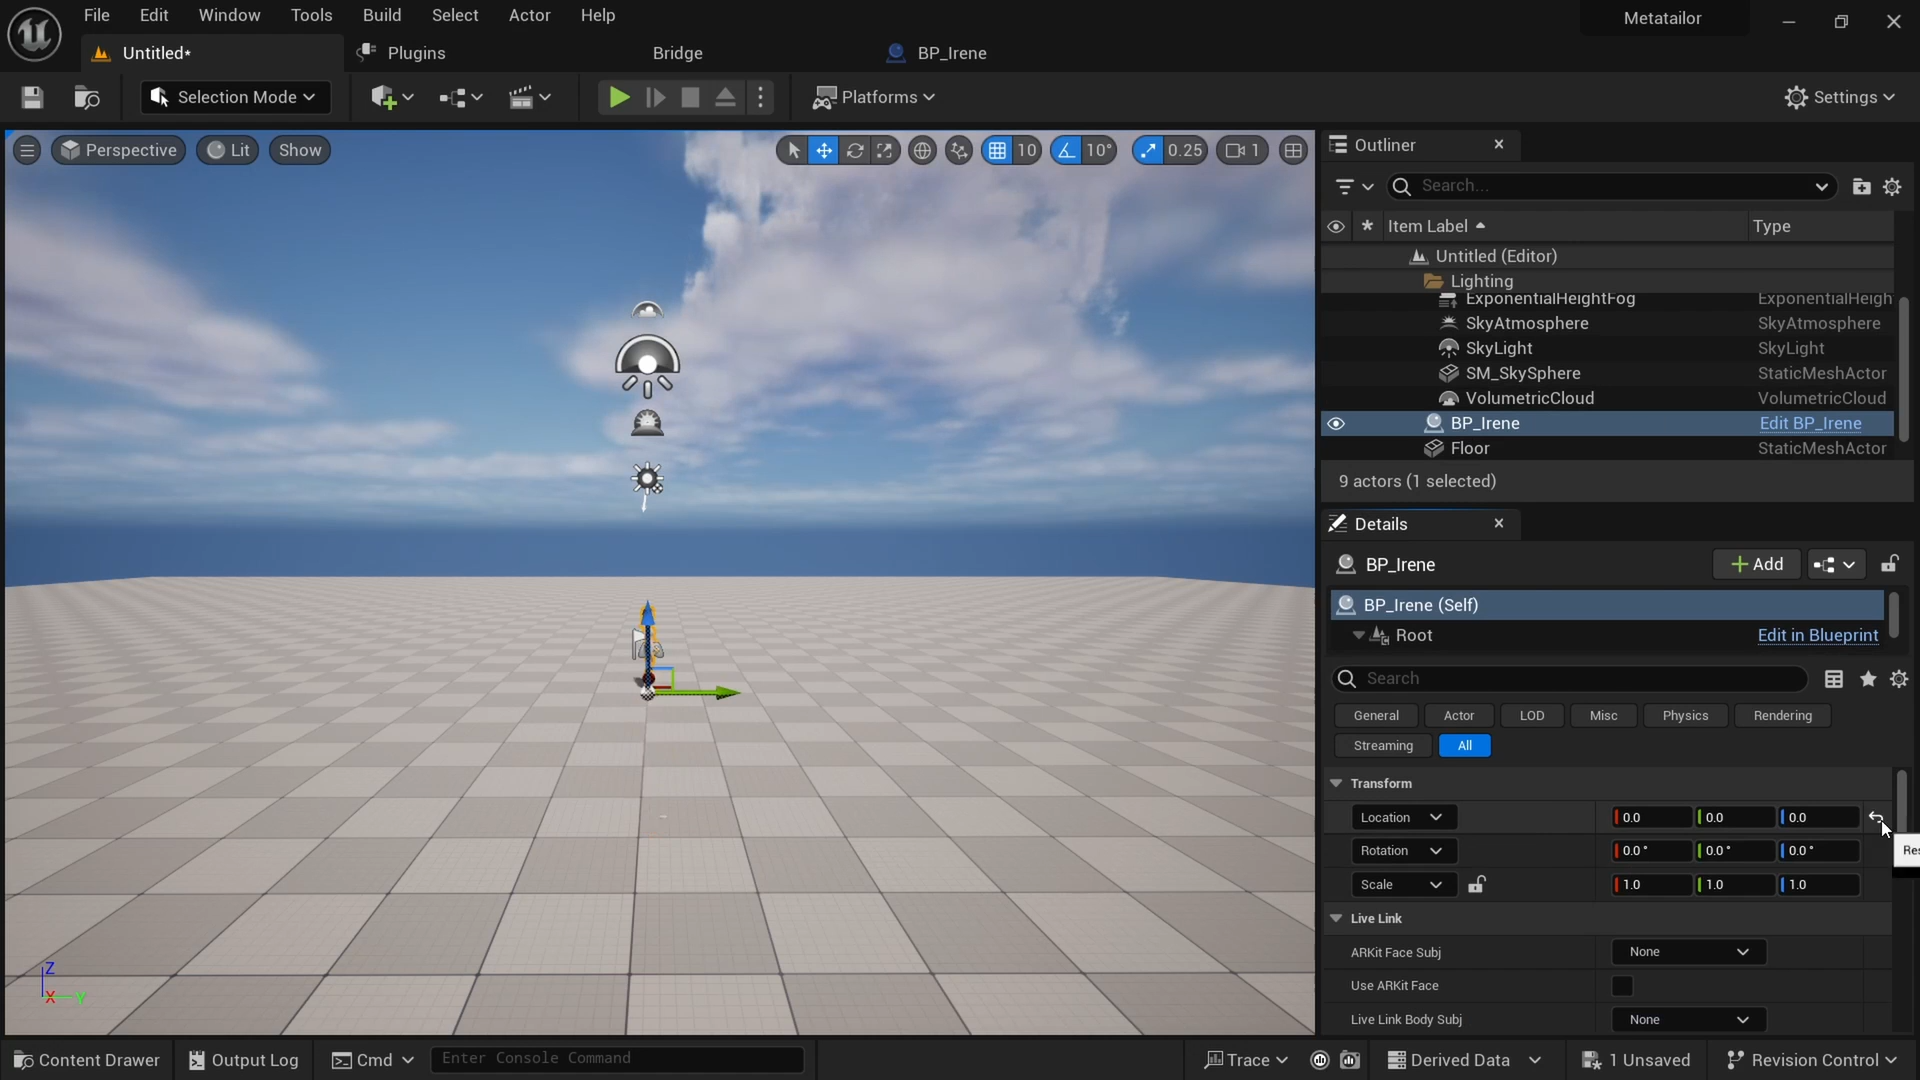 File Edit Window Tools Build Select Actor Help
Metatailor
Untitled* Plugins Bridge BP_Irene
Selection Mode Platforms Settings
Perspective Lit Show 10 10° 0.25 1
Outliner
Search...
* Item Label Type
Untitled (Editor)
Lighting
ExponentialHeightFog ExponentialHeigh
SkyAtmosphere SkyAtmosphere
SkyLight SkyLight
SM_SkySphere StaticMeshActor
VolumetricCloud VolumetricCloud
BP_Irene Edit BP_Irene
Floor StaticMeshActor
9 actors (1 selected)
Details
BP_Irene Add
BP_Irene (Self)
Root Edit in Blueprint
Search
General Actor LOD Misc Physics Rendering
Streaming All
Transform
Location 0.0 0.0 0.0
Res
Rotation 0.0° 0.0° 0.0°
Scale 1.0 1.0 1.0
Live Link
ARKit Face Subj None
Use ARKit Face
Live Link Body Subj None
Z
X Y
Content Drawer Output Log Cmd Enter Console Command Trace Derived Data 1 Unsaved Revision Control